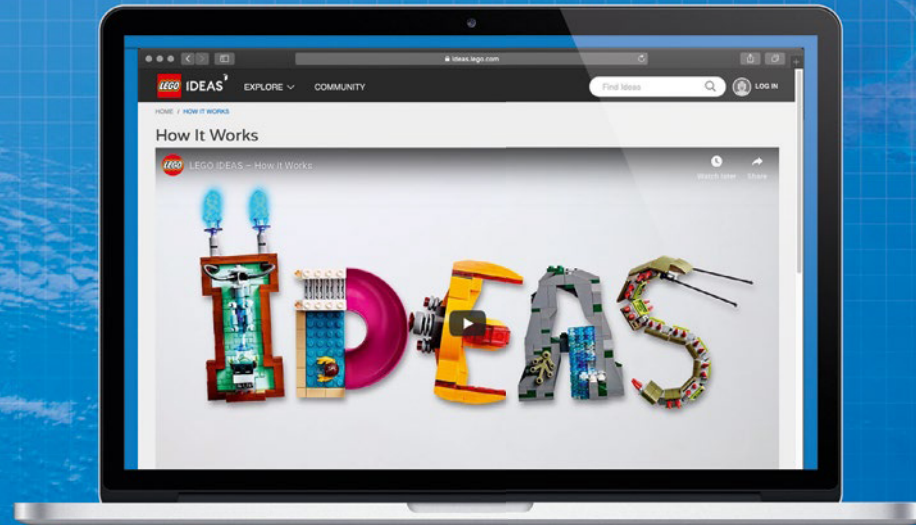 ideas.lego.com
LEGO IDEAS EXPLORE COMMUNITY
Find Ideas
LOG IN
HOME / HOW IT WORKS
How It Works
LEGO LEGO IDEAS – How It Works
Watch later Share
IDEAS